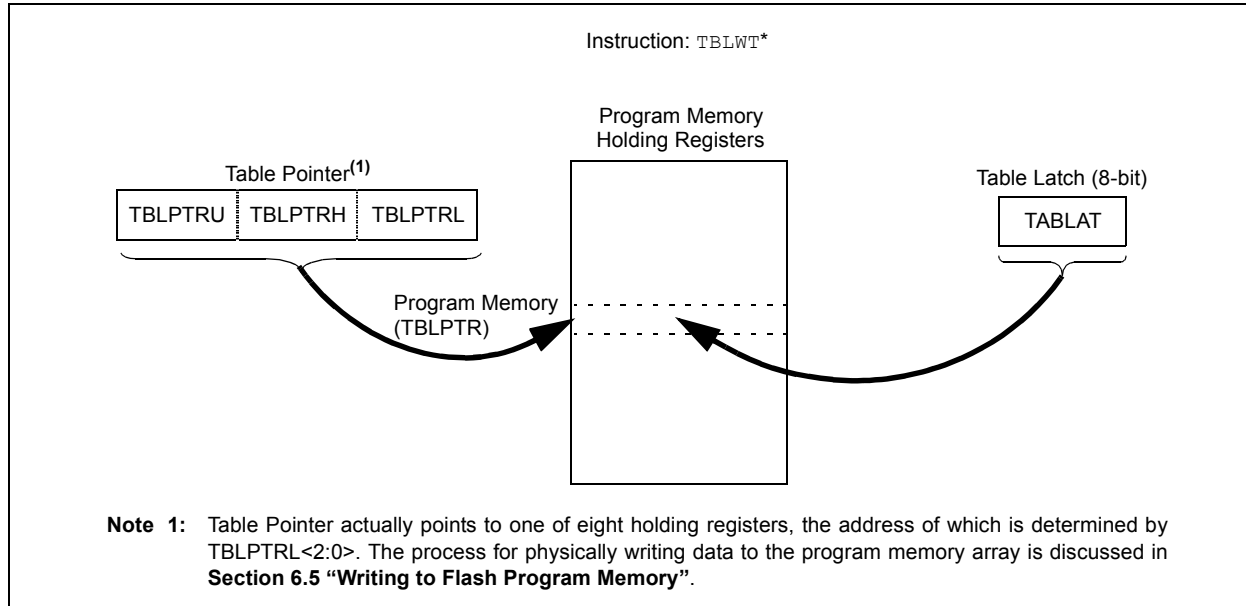 Instruction: TBLWT*
Program Memory
Holding Registers
Table Pointer(1)
Table Latch (8-bit)
TBLPTRU TBLPTRH TBLPTRL
TABLAT
Program Memory
(TBLPTR)
Note 1: Table Pointer actually points to one of eight holding registers, the address of which is determined by
TBLPTRL<2:0>. The process for physically writing data to the program memory array is discussed in
Section 6.5 “Writing to Flash Program Memory”.